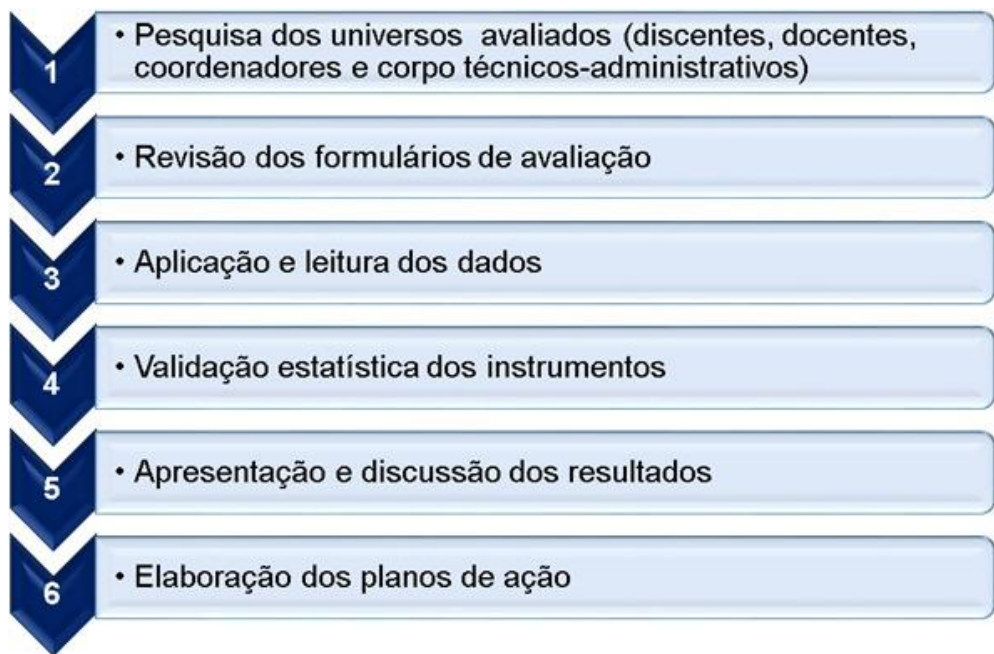 1
• Pesquisa dos universos avaliados (discentes, docentes,
coordenadores e corpo técnicos-administrativos)
2
• Revisão dos formulários de avaliação
3
• Aplicação e leitura dos dados
4
• Validação estatística dos instrumentos
5
• Apresentação e discussão dos resultados
6
• Elaboração dos planos de ação